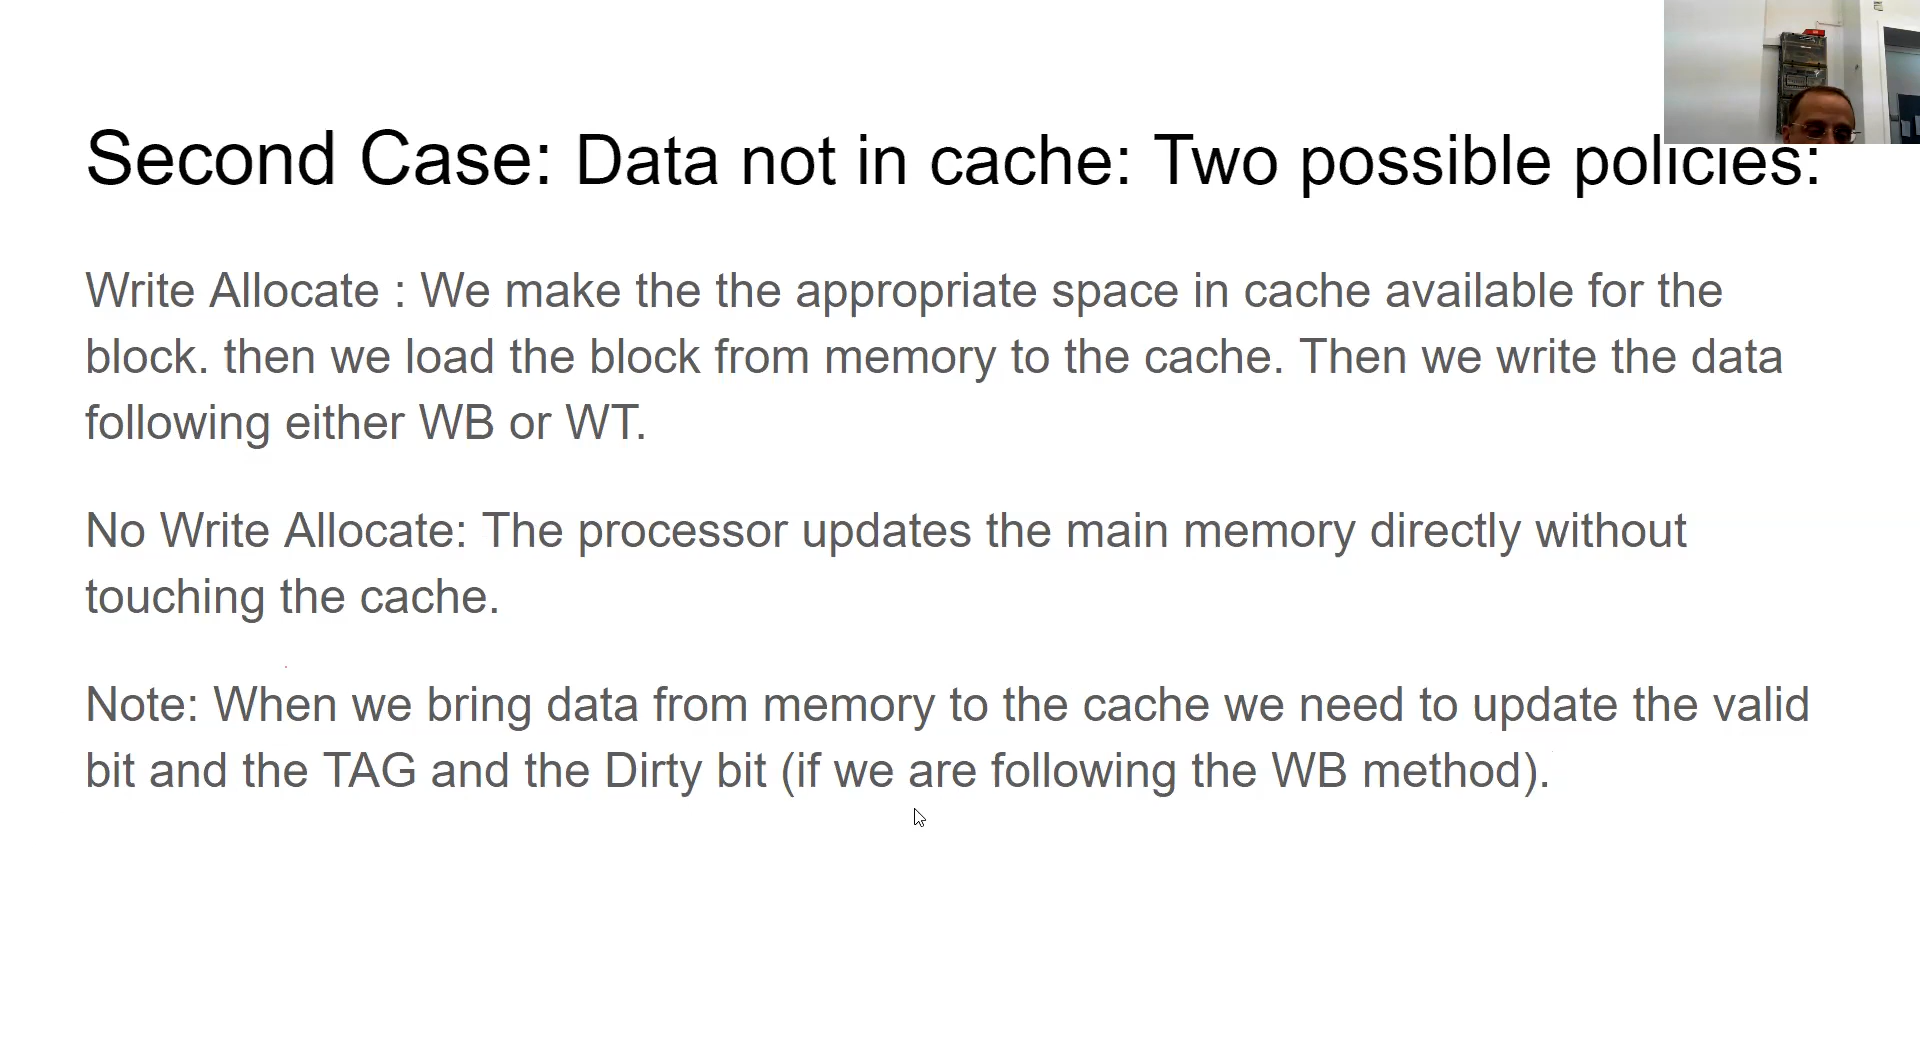 Second Case: Data not in cache: Two possible policies:
Write Allocate : We make the the appropriate space in cache available for the
block. then we load the block from memory to the cache. Then we write the data
following either WB or WT.
No Write Allocate: The processor updates the main memory directly without
touching the cache.
Note: When we bring data from memory to the cache we need to update the valid
bit and the TAG and the Dirty bit (if we are following the WB method).